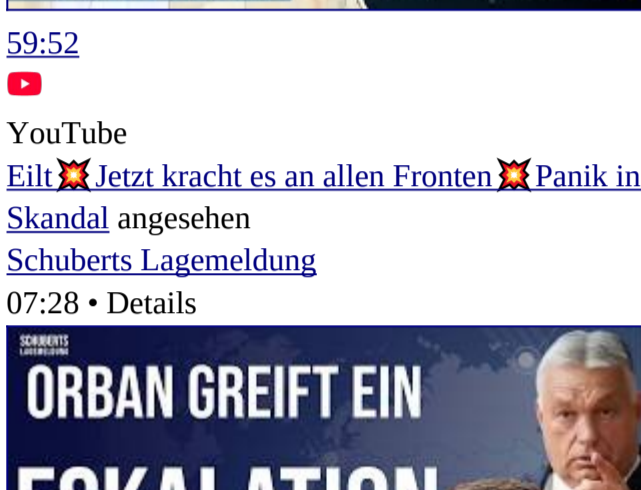 59:52
YouTube
Eilt💥Jetzt kracht es an allen Fronten💥Panik in
Skandal angesehen
Schuberts Lagemeldung
07:28 • Details
SCHUBERTS
LAGEMELDUNG
ORBAN GREIFT EIN
ESKALATION